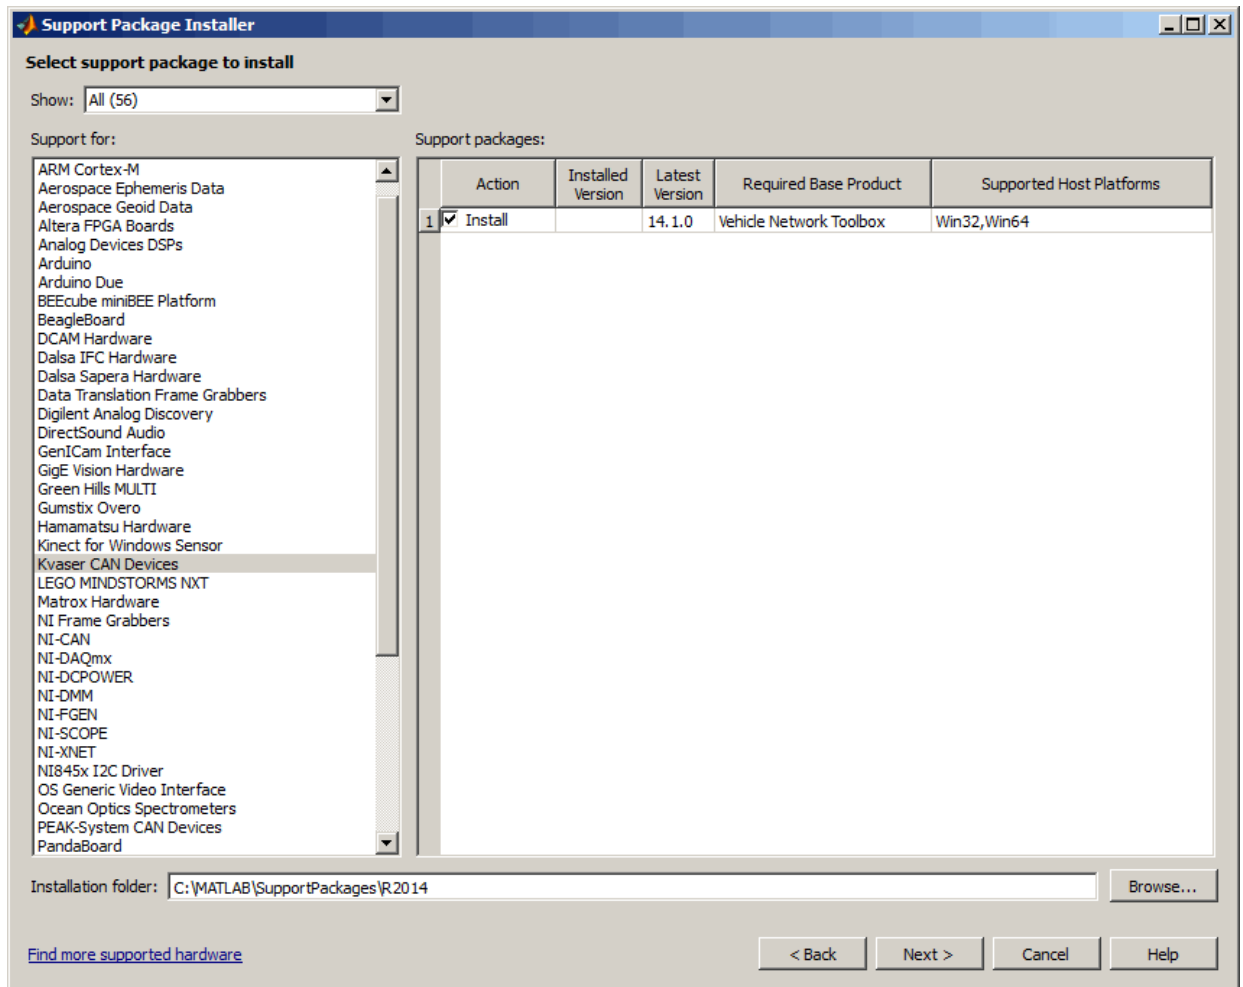 Support Package Installer
Select support package to install
Show: All (56)
Support for:
ARM Cortex-M
Aerospace Ephemeris Data
Aerospace Geoid Data
Altera FPGA Boards
Analog Devices DSPs
Arduino
Arduino Due
BEEcube miniBEE Platform
BeagleBoard
DCAM Hardware
Dalsa IFC Hardware
Dalsa Sapera Hardware
Data Translation Frame Grabbers
Digilent Analog Discovery
DirectSound Audio
GenICam Interface
GigE Vision Hardware
Green Hills MULTI
Gumstix Overo
Hamamatsu Hardware
Kinect for Windows Sensor
Kvaser CAN Devices
LEGO MINDSTORMS NXT
Matrox Hardware
NI Frame Grabbers
NI-CAN
NI-DAQmx
NI-DCPOWER
NI-DMM
NI-FGEN
NI-SCOPE
NI-XNET
NI845x I2C Driver
OS Generic Video Interface
Ocean Optics Spectrometers
PEAK-System CAN Devices
PandaBoard
Support packages:
Action Installed Version Latest Version Required Base Product Supported Host Platforms
1 Install 14.1.0 Vehicle Network Toolbox Win32,Win64
Installation folder: C:\MATLAB\SupportPackages\R2014 Browse...
Find more supported hardware < Back Next > Cancel Help